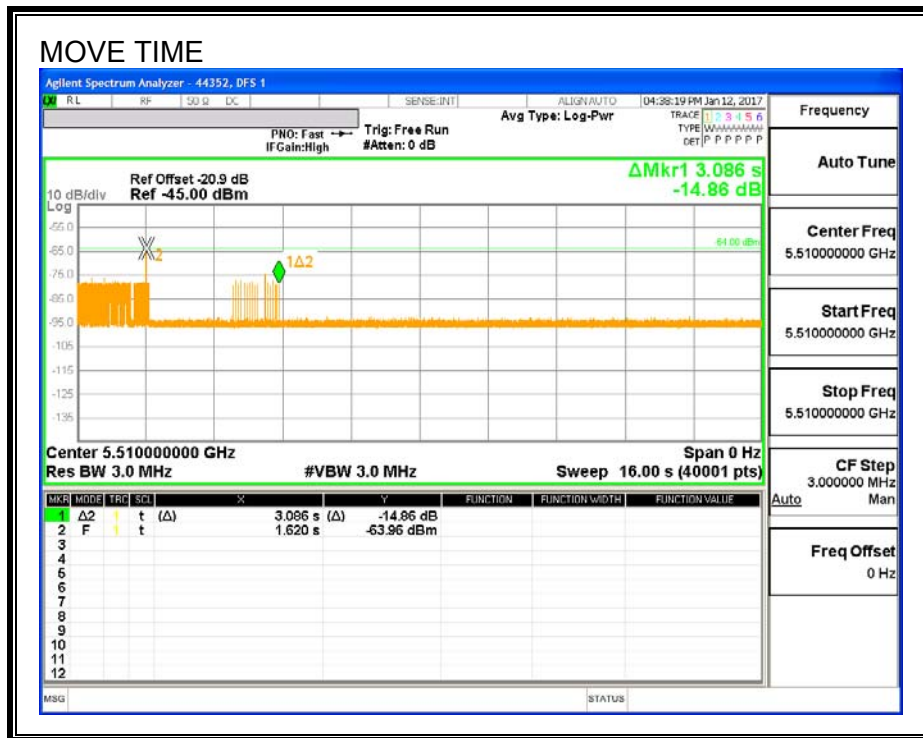 MOVE TIME
Agilent Spectrum Analyzer - 44352, DFS 1
RL RF 50 Ω DC SENSE:INT ALIGN AUTO 04:38:19 PM Jan 12, 2017
Avg Type: Log-Pwr
TRACE 1 2 3 4 5 6
TYPE W
DET P P P P P P
PNO: Fast Trig: Free Run
IFGain:High #Atten: 0 dB
ΔMkr1 3.086 s
-14.86 dB
Ref Offset -20.9 dB
10 dB/div Ref -45.00 dBm
Log
-55.0
-65.0
-75.0
-85.0
-95.0
-105
-115
-125
-135
-64.00 dBm
2
1Δ2
Center 5.510000000 GHz Span 0 Hz
Res BW 3.0 MHz #VBW 3.0 MHz Sweep 16.00 s (40001 pts)
MKR MODE TRC SCL X Y FUNCTION FUNCTION WIDTH FUNCTION VALUE
1 Δ2 1 t (Δ) 3.086 s (Δ) -14.86 dB
2 F 1 t 1.620 s -63.96 dBm
3
4
5
6
7
8
9
10
11
12
MSG STATUS
Frequency
Auto Tune
Center Freq
5.510000000 GHz
Start Freq
5.510000000 GHz
Stop Freq
5.510000000 GHz
CF Step
3.000000 MHz
Auto Man
Freq Offset
0 Hz